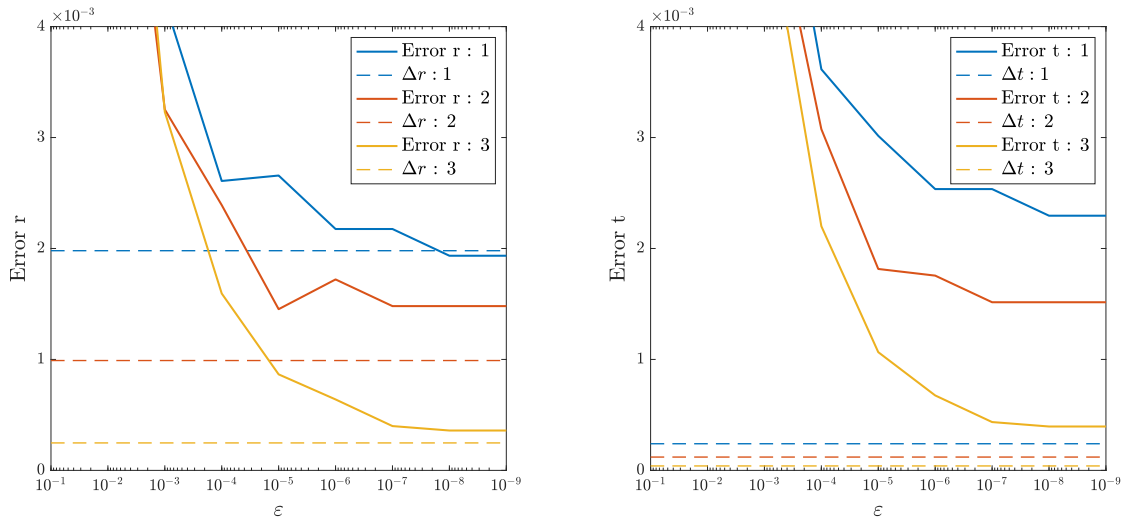 ×10⁻³
4
3
2
1
0
Error r
10⁻¹ 10⁻² 10⁻³ 10⁻⁴ 10⁻⁵ 10⁻⁶ 10⁻⁷ 10⁻⁸ 10⁻⁹
ε
Error r : 1
Δr : 1
Error r : 2
Δr : 2
Error r : 3
Δr : 3
×10⁻³
4
3
2
1
0
Error t
10⁻¹ 10⁻² 10⁻³ 10⁻⁴ 10⁻⁵ 10⁻⁶ 10⁻⁷ 10⁻⁸ 10⁻⁹
ε
Error t : 1
Δt : 1
Error t : 2
Δt : 2
Error t : 3
Δt : 3